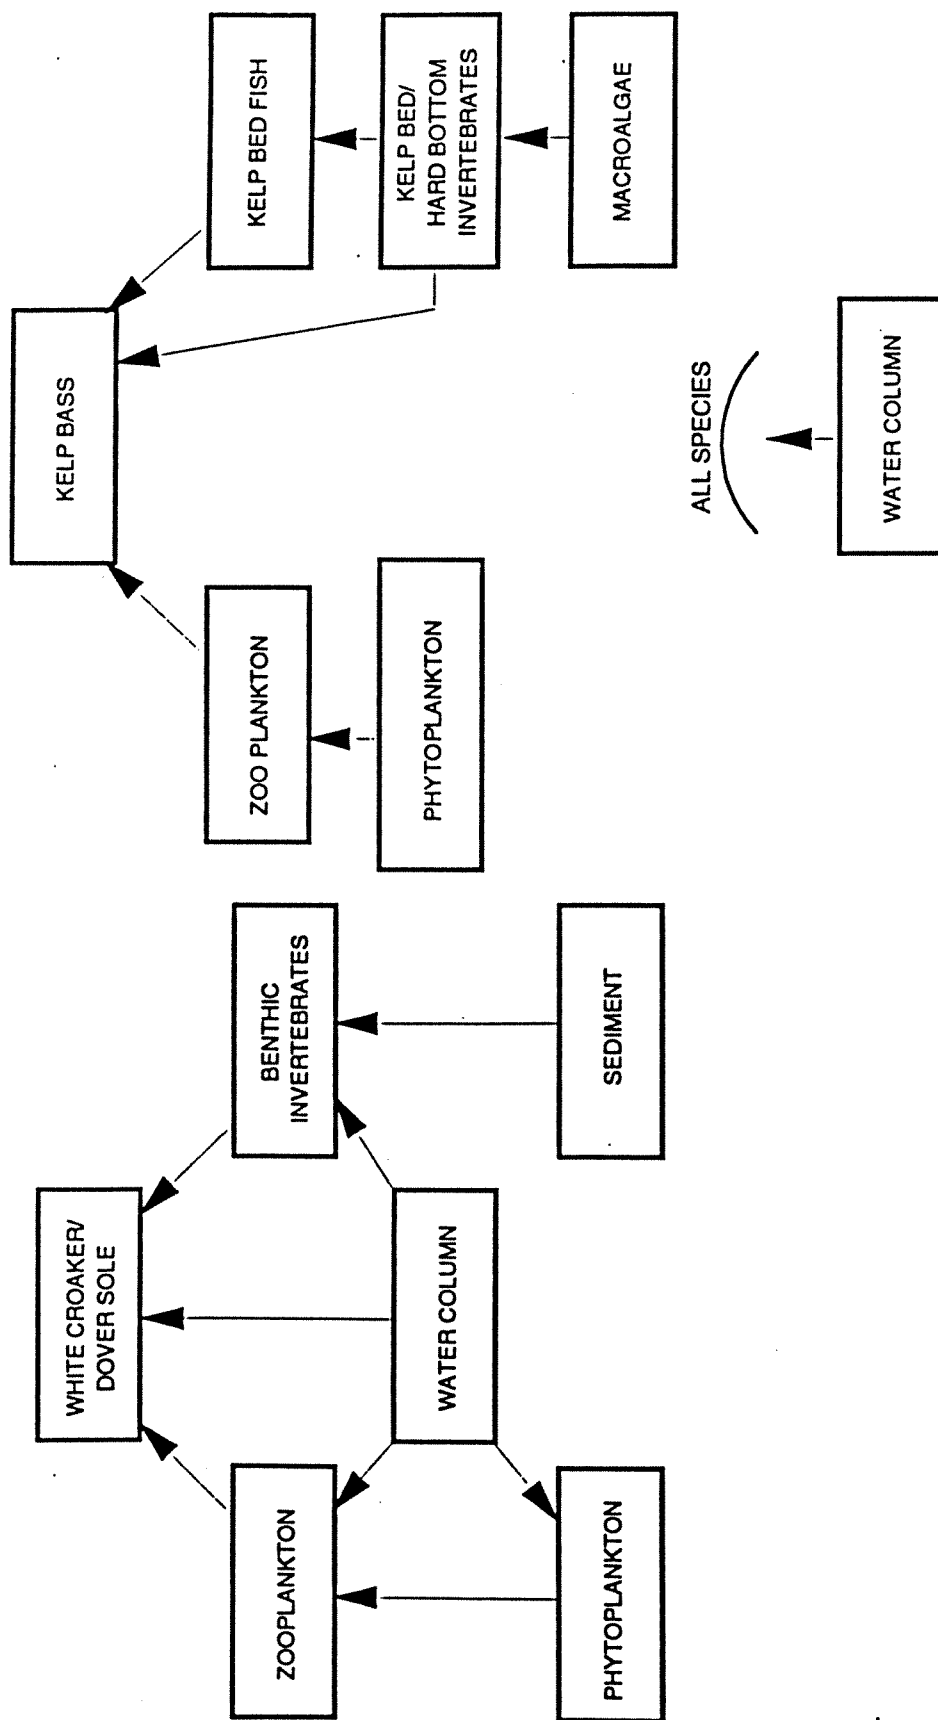 WHITE CROAKER/
DOVER SOLE
ZOOPLANKTON
BENTHIC
INVERTEBRATES
WATER COLUMN
PHYTOPLANKTON
SEDIMENT
KELP BASS
ZOO PLANKTON
KELP BED FISH
PHYTOPLANKTON
KELP BED/
HARD BOTTOM
INVERTEBRATES
MACROALGAE
ALL SPECIES
WATER COLUMN